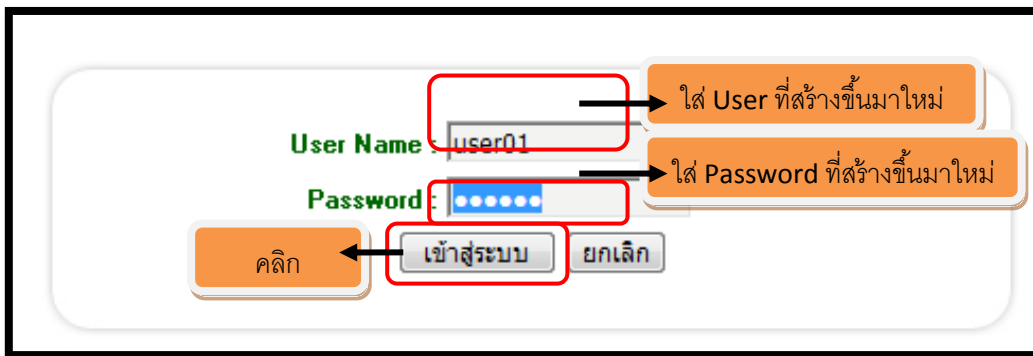 ใส่ User ที่สร้างขึ้นมาใหม่
User Name : user01
ใส่ Password ที่สร้างขึ้นมาใหม่
Password : ••••••
คลิก เข้าสู่ระบบ ยกเลิก